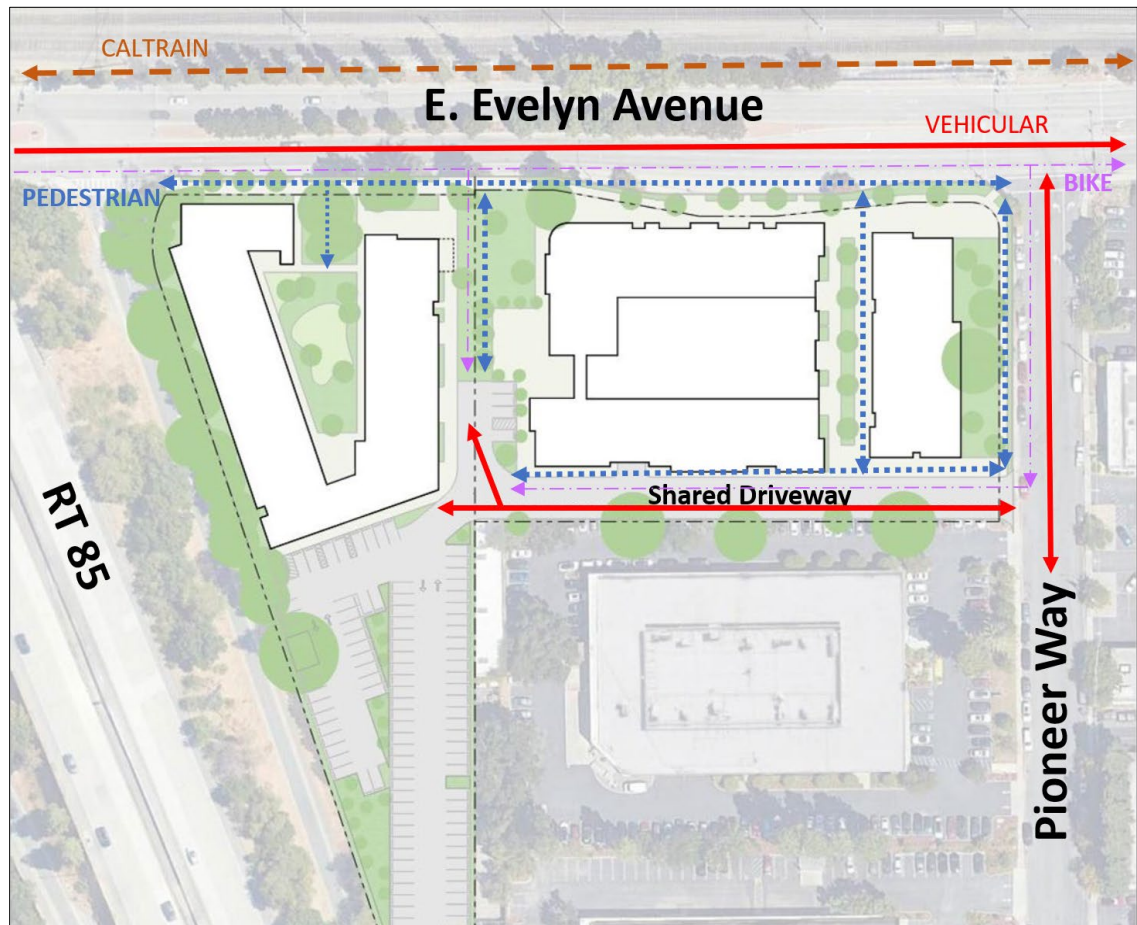 CALTRAIN
E. Evelyn Avenue
VEHICULAR
PEDESTRIAN
BIKE
Shared Driveway
RT 85
Pioneer Way